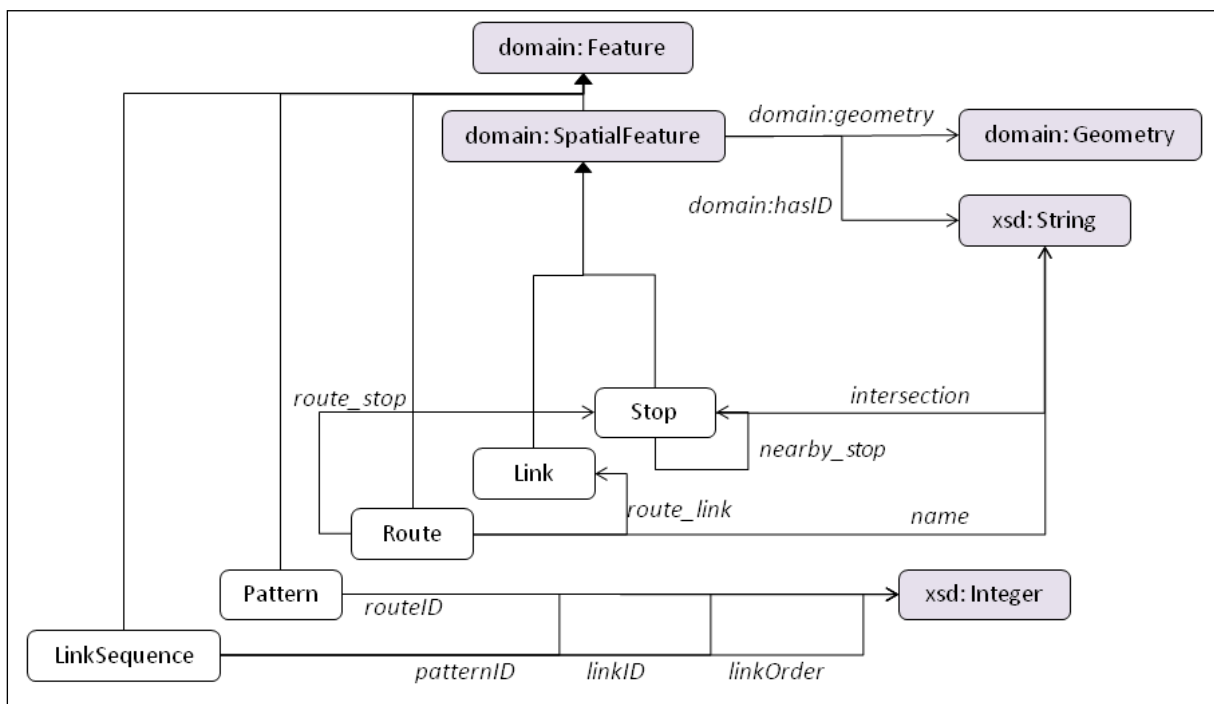 domain: Feature
domain:geometry
domain: SpatialFeature
domain: Geometry
domain:hasID
xsd: String
route_stop
Stop
intersection
nearby_stop
Link
route_link
name
Route
Pattern
routeID
xsd: Integer
LinkSequence
patternID
linkID
linkOrder